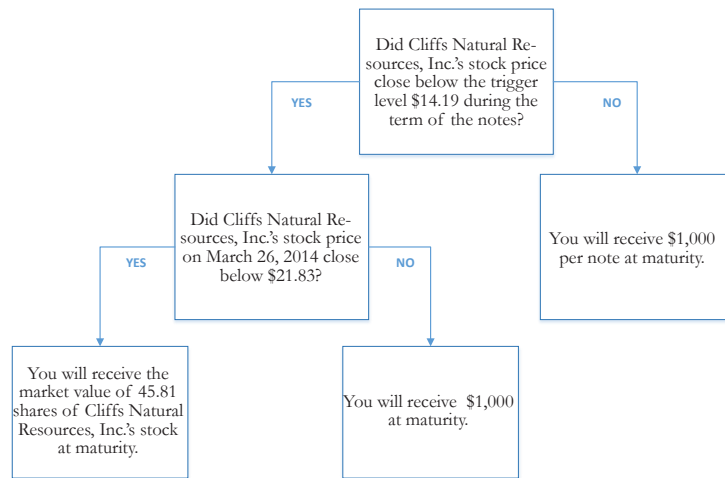 Did Cliffs Natural Re-
sources, Inc.'s stock price
close below the trigger
level $14.19 during the
term of the notes?
YES
NO
Did Cliffs Natural Re-
sources, Inc.'s stock price
on March 26, 2014 close
below $21.83?
You will receive $1,000
per note at maturity.
YES
NO
You will receive the
market value of 45.81
shares of Cliffs Natural
Resources, Inc.'s stock
at maturity.
You will receive $1,000
at maturity.